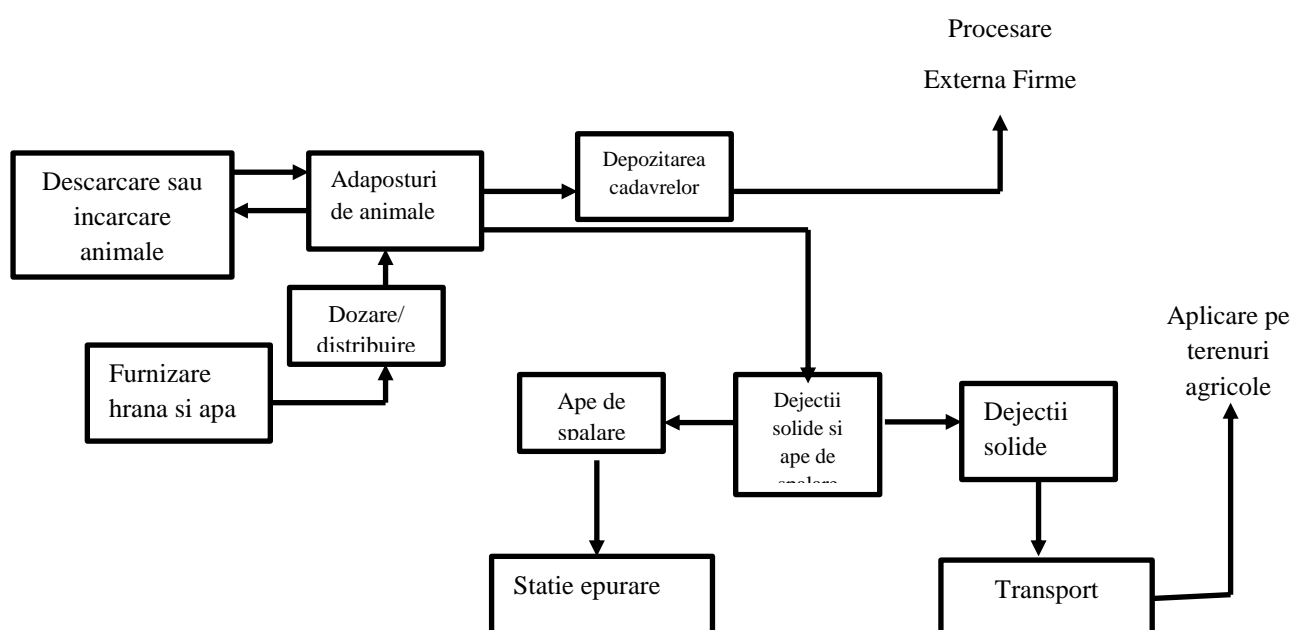 Procesare
Externa Firme
Descarcare sau
incarcare
animale
Adaposturi
de animale
Depozitarea
cadavrelor
Dozare/
distribuire
Furnizare
hrana si apa
Aplicare pe
terenuri
agricole
Ape de
spalare
Dejectii
solide si
ape de
spalare
Dejectii
solide
Statie epurare
Transport